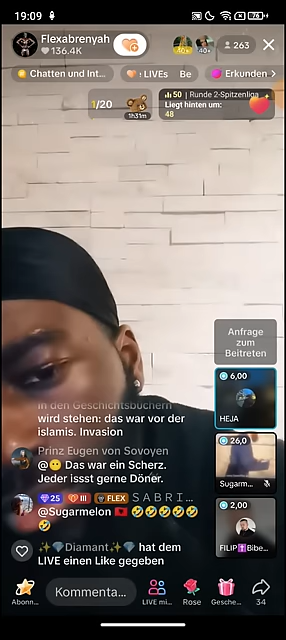 19:09
76
Flexabrenyah
136.4K
263
Chatten und Int...
: LIVEs Be
Erkunden >
1/20
1h31m
50 | Runde 2-Spitzenliga
Liegt hinten um:
48
Anfrage
zum
Beitreten
6,00
HEJA
26,0
Sugarm...
2,00
FILIP Bibe...
in den Geschichtsbüchern
wird stehen: das war vor der
islamis. Invasion
Prinz Eugen von Sovoyen
@😶 Das war ein Scherz.
Jeder issst gerne Döner.
25 III FLEX S A B R I ...
@Sugarmelon 🇦🇱🤣🤣🤣🤣🤣
🤣
✨💎Diamant✨💎 hat dem
LIVE einen Like gegeben
Abonn...
Kommenta...
LIVE mi...
Rose
Gesche...
34